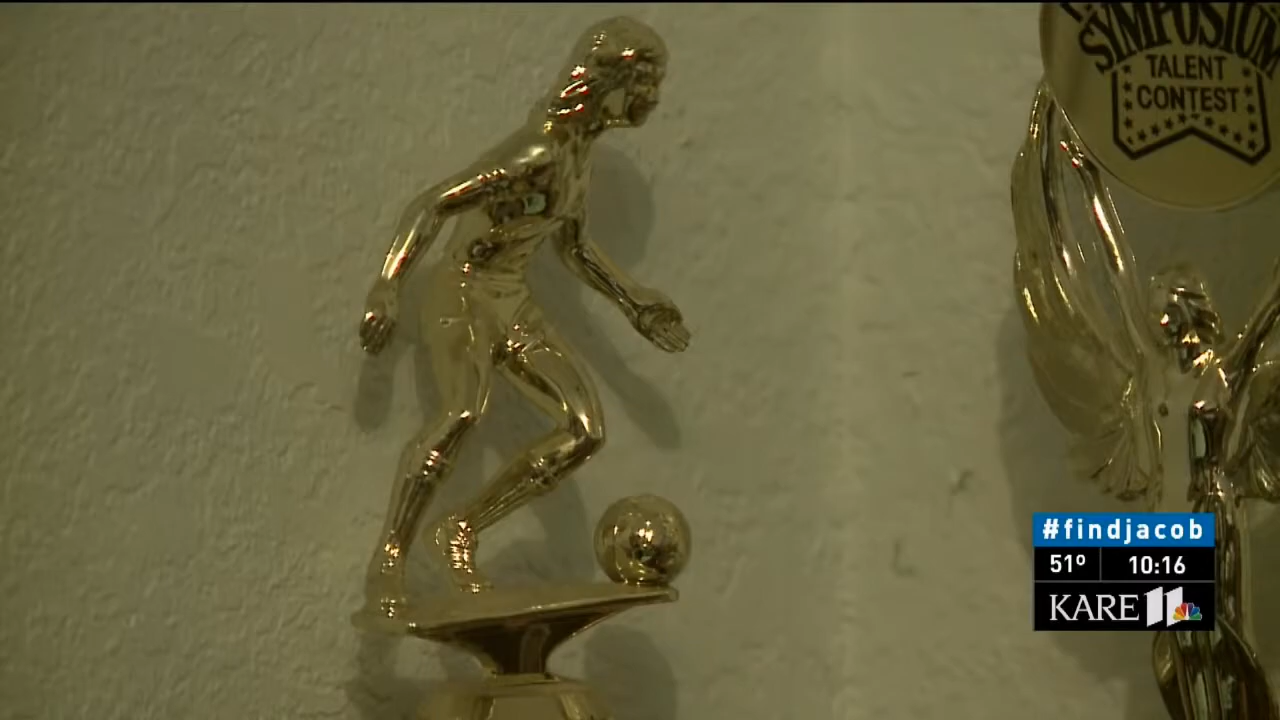 SYMPOSIUM
TALENT
CONTEST
#findjacob
51° 10:16
KARE 11